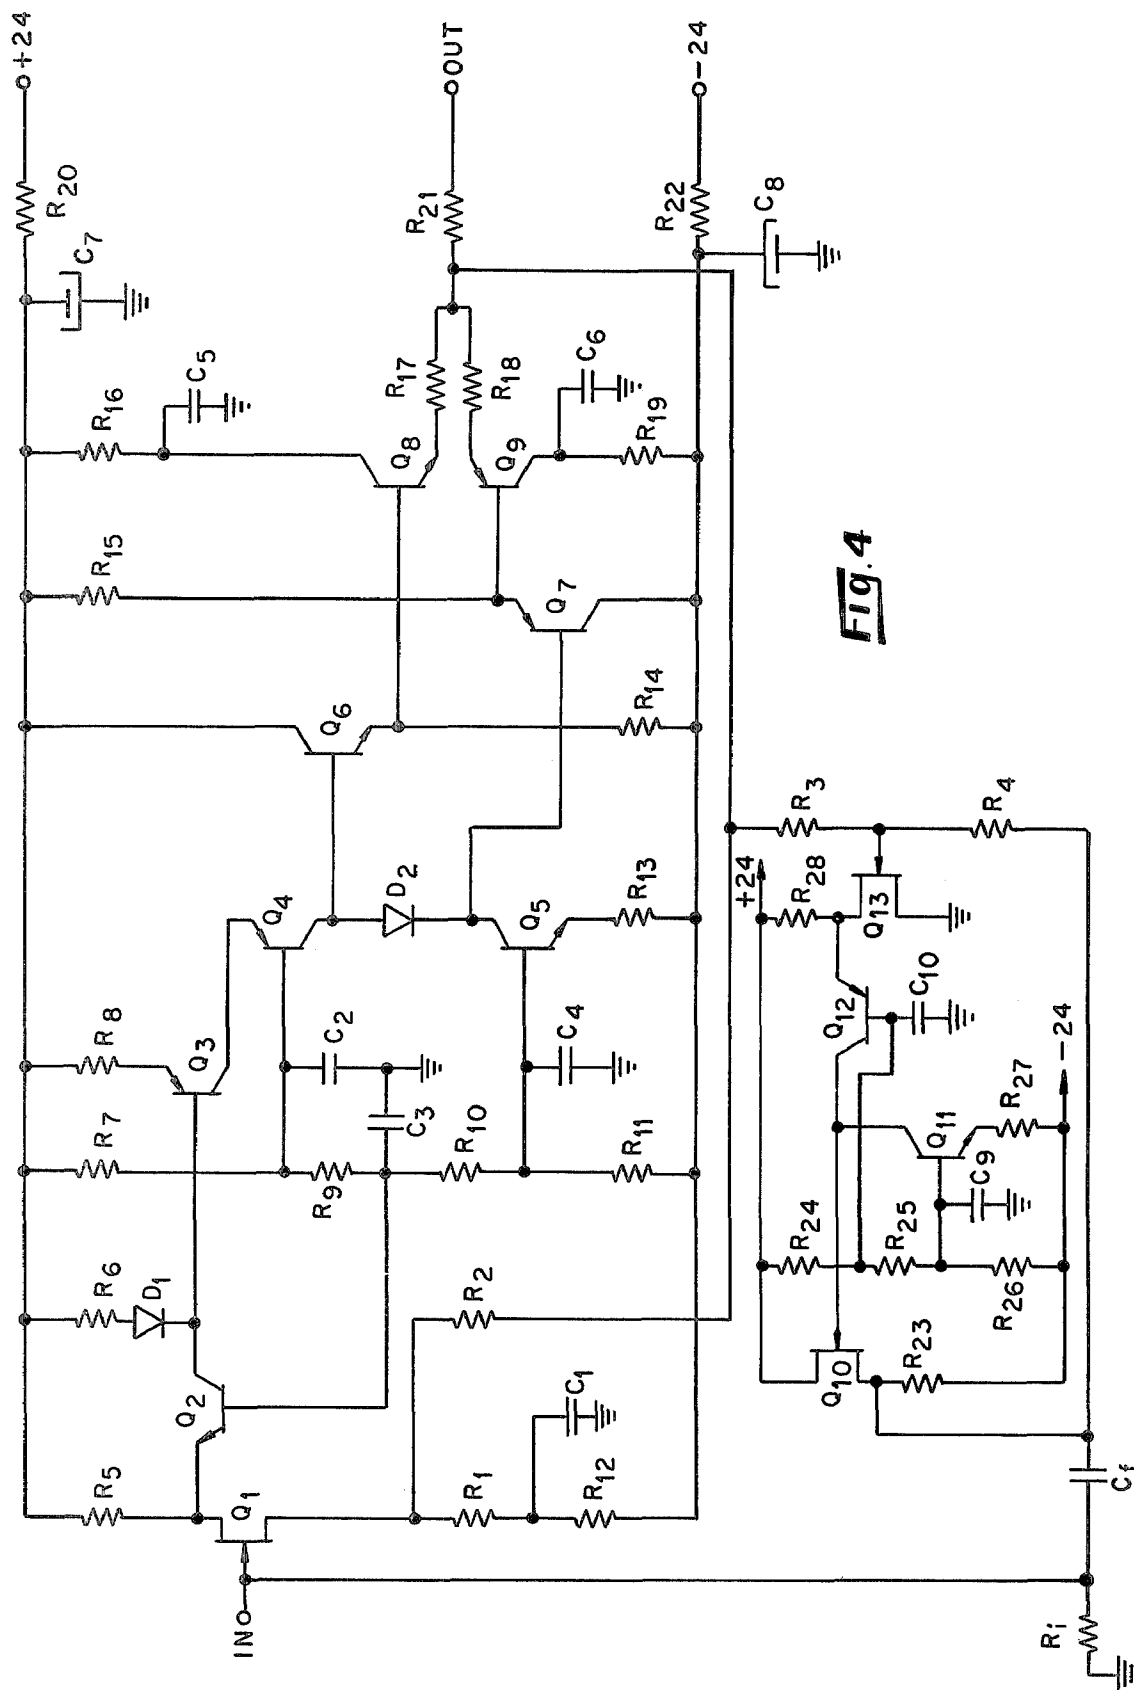 +24
R20
C7
R16
C5
R15
R8
R7
R6
D1
R5
Q3
Q2
Q1
INO
Q4
Q6
Q8
R17
R21
OUT
R18
Q9
C6
R19
R22
-24
C8
Q7
R14
D2
Q5
R13
C2
C3
C4
R9
R10
R11
R2
C1
R1
R12
Fig.4
R3
R4
+24
R28
Q13
C10
Q12
R24
R25
Q11
C9
R27
-24
R26
R23
Q10
Cf
Ri